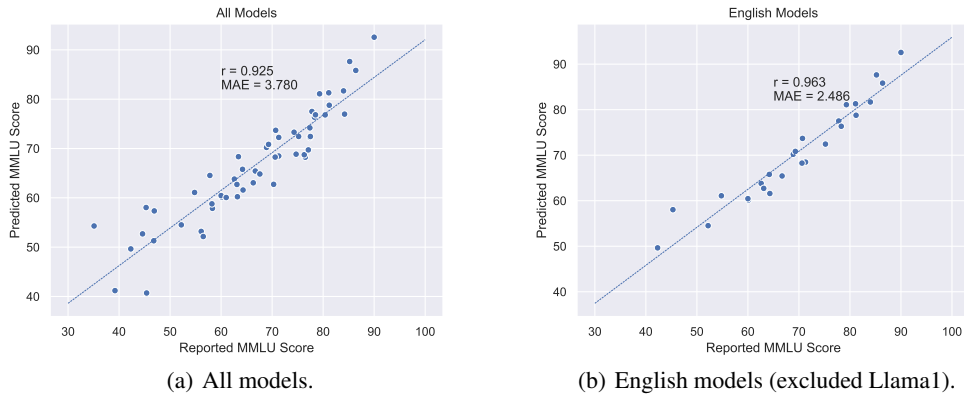 All Models
90
80
70
60
50
40
r = 0.925
MAE = 3.780
Predicted MMLU Score
30 40 50 60 70 80 90 100
Reported MMLU Score
(a) All models.
English Models
90
80
70
60
50
40
r = 0.963
MAE = 2.486
Predicted MMLU Score
30 40 50 60 70 80 90 100
Reported MMLU Score
(b) English models (excluded Llama1).